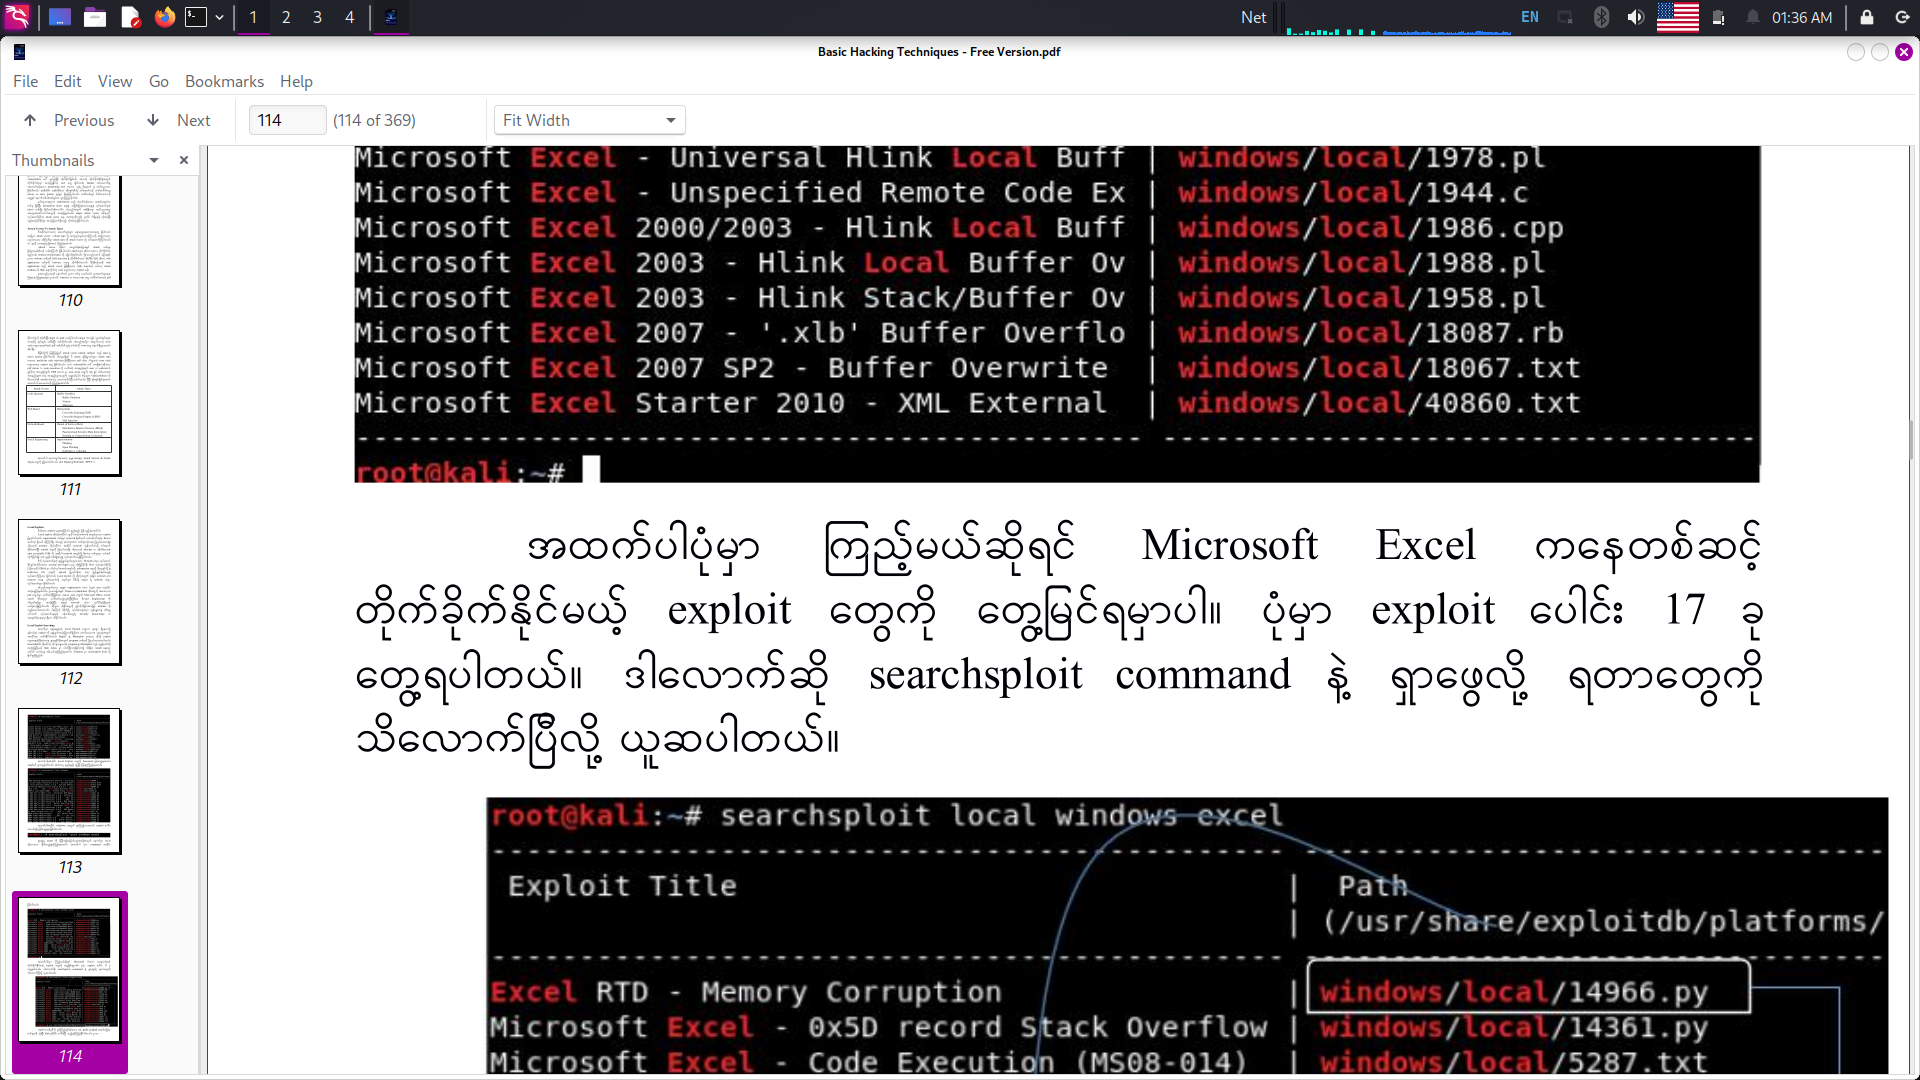 1 2 3 4 Net EN 01:36 AM
Basic Hacking Techniques - Free Version.pdf
File Edit View Go Bookmarks Help
Previous Next 114 (114 of 369) Fit Width
Thumbnails
110
111
112
113
114
Microsoft Excel - Universal Hlink Local Buff | windows/local/1978.pl
Microsoft Excel - Unspecified Remote Code Ex | windows/local/1944.c
Microsoft Excel 2000/2003 - Hlink Local Buff | windows/local/1986.cpp
Microsoft Excel 2003 - Hlink Local Buffer Ov | windows/local/1988.pl
Microsoft Excel 2003 - Hlink Stack/Buffer Ov | windows/local/1958.pl
Microsoft Excel 2007 - '.xlb' Buffer Overflo | windows/local/18087.rb
Microsoft Excel 2007 SP2 - Buffer Overwrite | windows/local/18067.txt
Microsoft Excel Starter 2010 - XML External | windows/local/40860.txt
root@kali:~#
အထက်ပါပုံမှာ ကြည့်မယ်ဆိုရင် Microsoft Excel ကနေတစ်ဆင့်
တိုက်ခိုက်နိုင်မယ့် exploit တွေကို တွေ့မြင်ရမှာပါ။ ပုံမှာ exploit ပေါင်း 17 ခု
တွေ့ရပါတယ်။ ဒါလောက်ဆို searchsploit command နဲ့ ရှာဖွေလို့ ရတာတွေကို
သိလောက်ပြီလို့ ယူဆပါတယ်။
root@kali:~# searchsploit local windows excel
Exploit Title | Path
| (/usr/share/exploitdb/platforms/
Excel RTD - Memory Corruption | windows/local/14966.py
Microsoft Excel - 0x5D record Stack Overflow | windows/local/14361.py
Microsoft Excel - Code Execution (MS08-014) | windows/local/5287.txt